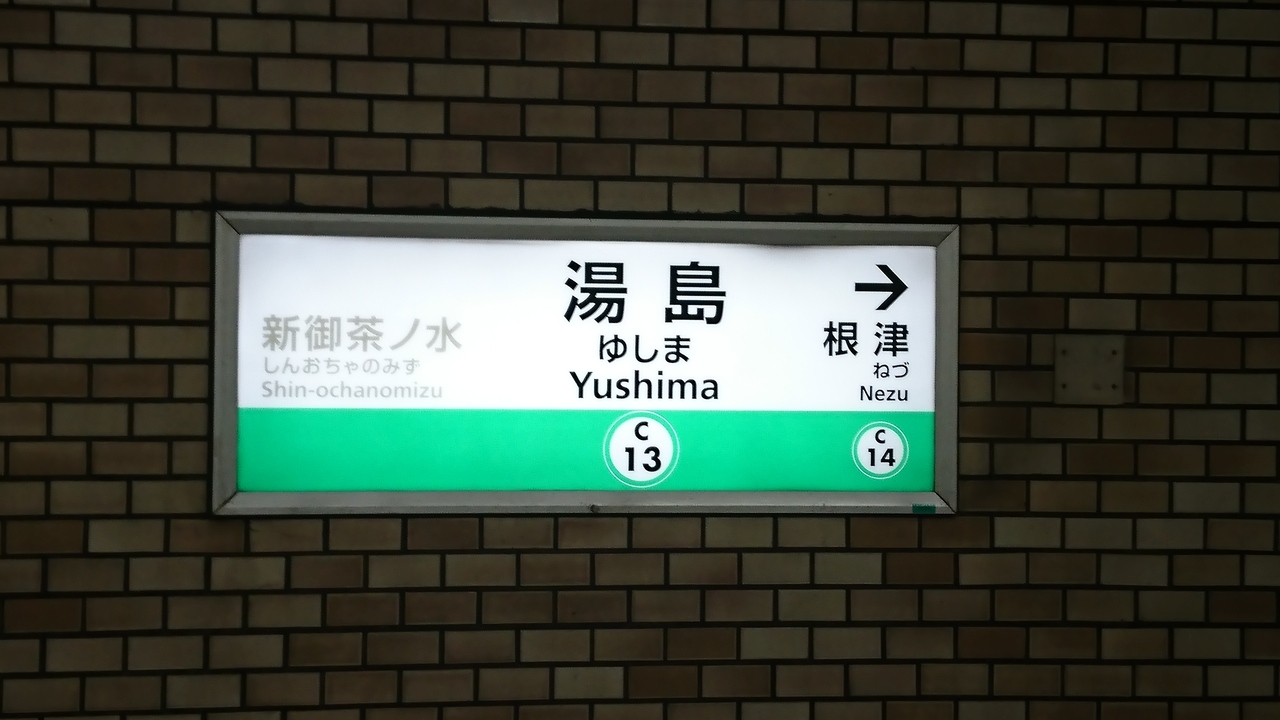 新御茶ノ水
しんおちゃのみず
Shin-ochanomizu
湯島
ゆしま
Yushima
C
13
→
根津
ねづ
Nezu
C
14